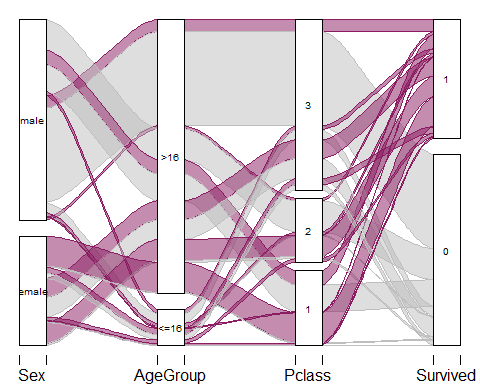 male
emale
>16
<=16
3
2
1
1
0
Sex
AgeGroup
Pclass
Survived